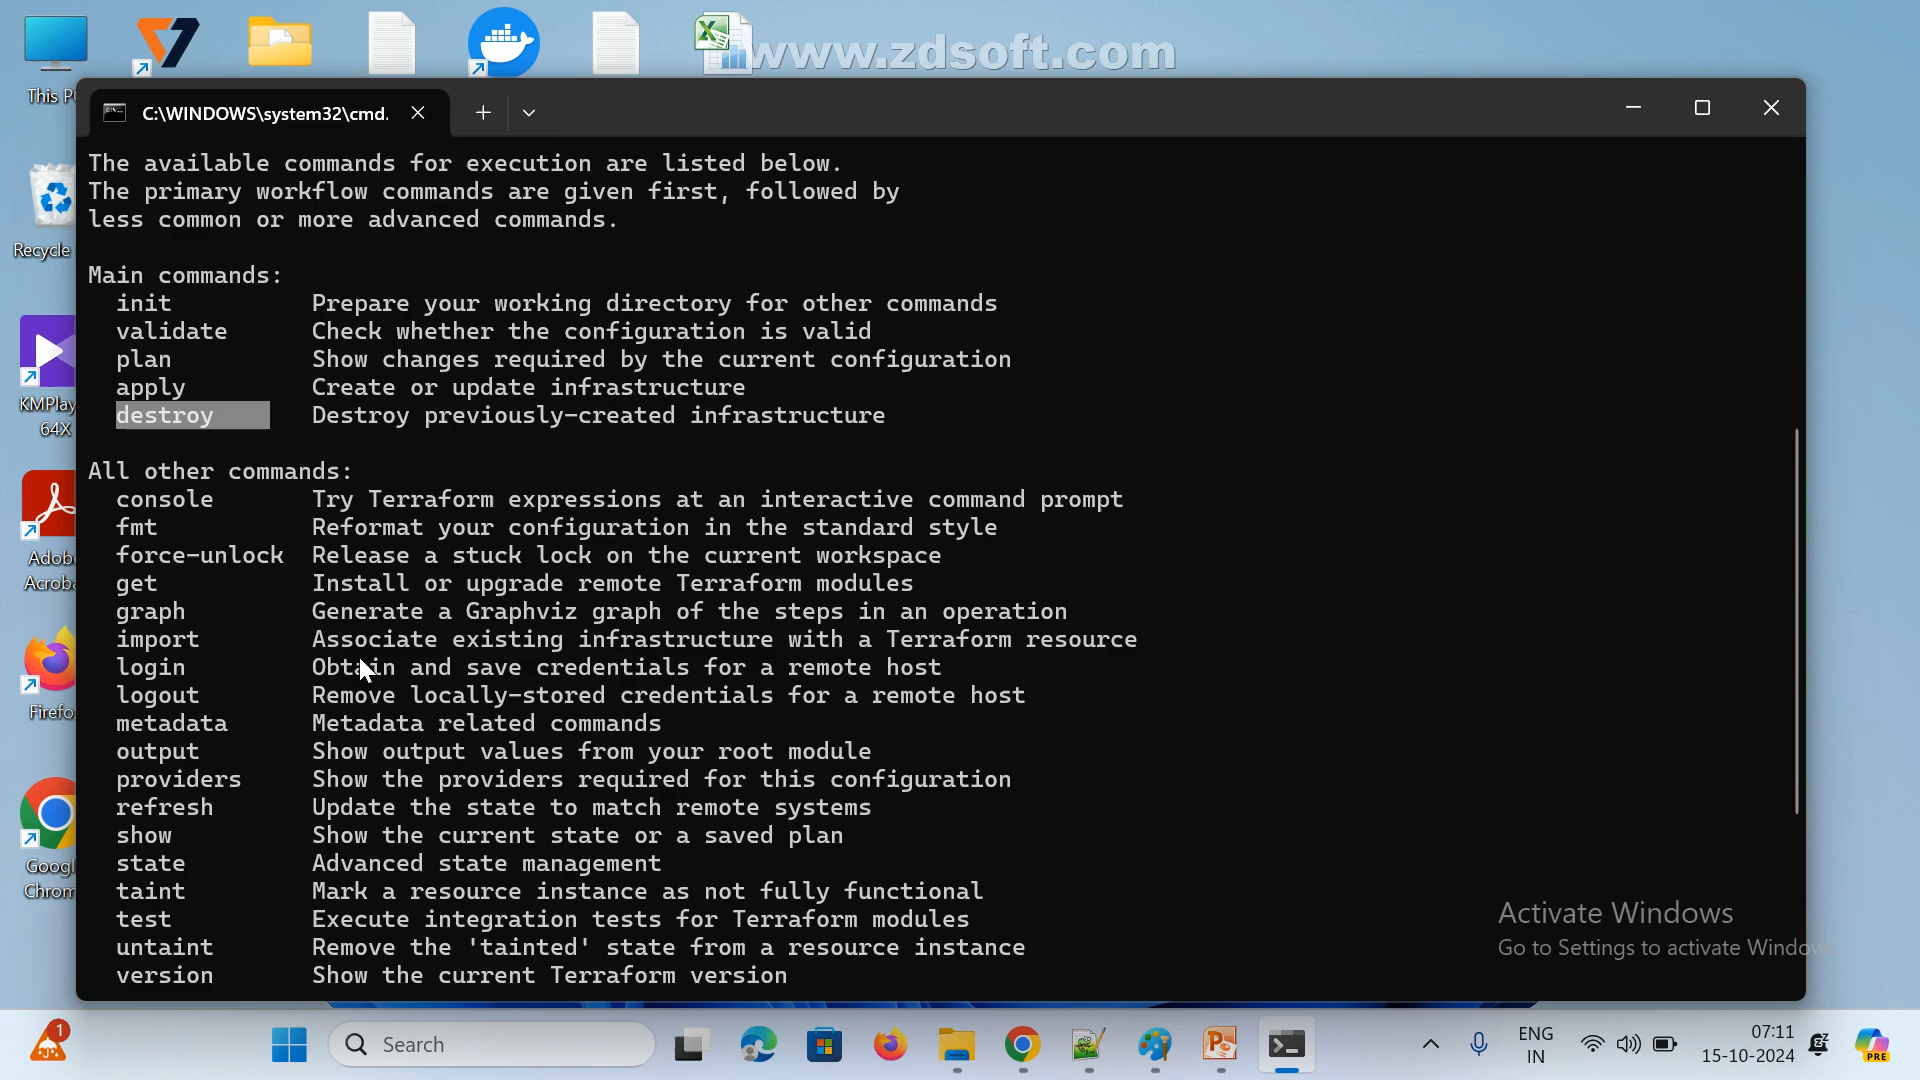 www.zdsoft.com
This P
C:\WINDOWS\system32\cmd.
The available commands for execution are listed below.
The primary workflow commands are given first, followed by
less common or more advanced commands.
Main commands:
init Prepare your working directory for other commands
validate Check whether the configuration is valid
plan Show changes required by the current configuration
apply Create or update infrastructure
destroy Destroy previously-created infrastructure
All other commands:
console Try Terraform expressions at an interactive command prompt
fmt Reformat your configuration in the standard style
force-unlock Release a stuck lock on the current workspace
get Install or upgrade remote Terraform modules
graph Generate a Graphviz graph of the steps in an operation
import Associate existing infrastructure with a Terraform resource
login Obtain and save credentials for a remote host
logout Remove locally-stored credentials for a remote host
metadata Metadata related commands
output Show output values from your root module
providers Show the providers required for this configuration
refresh Update the state to match remote systems
show Show the current state or a saved plan
state Advanced state management
taint Mark a resource instance as not fully functional
test Execute integration tests for Terraform modules
untaint Remove the 'tainted' state from a resource instance
version Show the current Terraform version
Recycle
KMPlay
64X
Adob
Acroba
Firefo
Googl
Chrom
Activate Windows
Go to Settings to activate Windows
1
Search
ENG
IN
07:11
15-10-2024
PRE